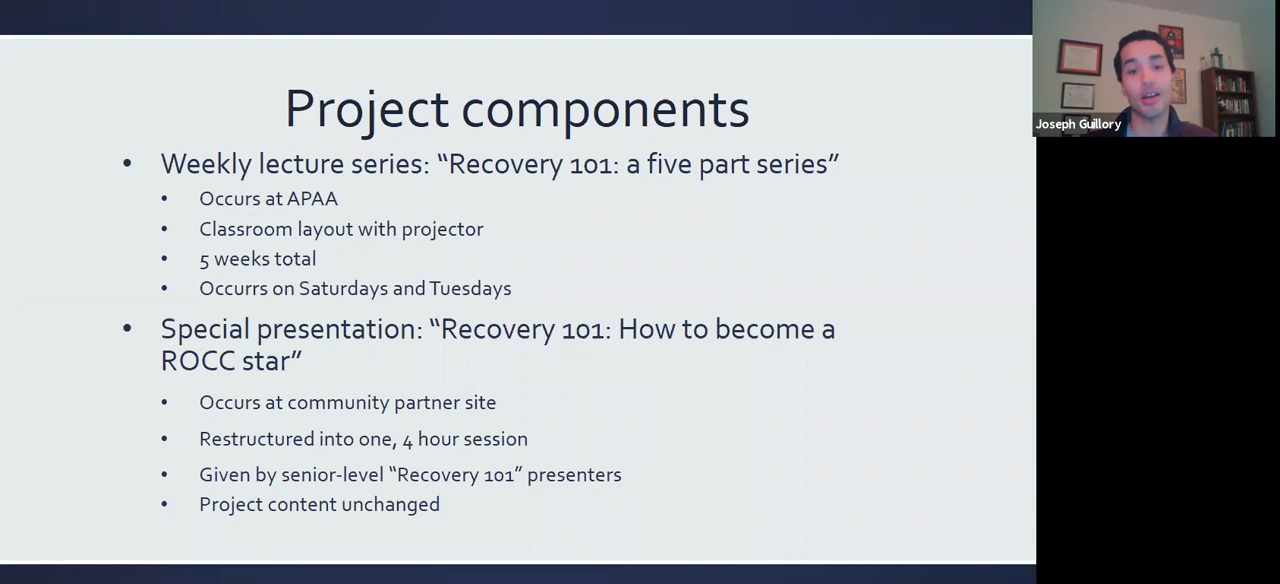 Project components
• Weekly lecture series: “Recovery 101: a five part series”
• Occurs at APAA
• Classroom layout with projector
• 5 weeks total
• Occurrs on Saturdays and Tuesdays
• Special presentation: “Recovery 101: How to become a
ROCC star”
• Occurs at community partner site
• Restructured into one, 4 hour session
• Given by senior-level “Recovery 101” presenters
• Project content unchanged
Joseph Guillory